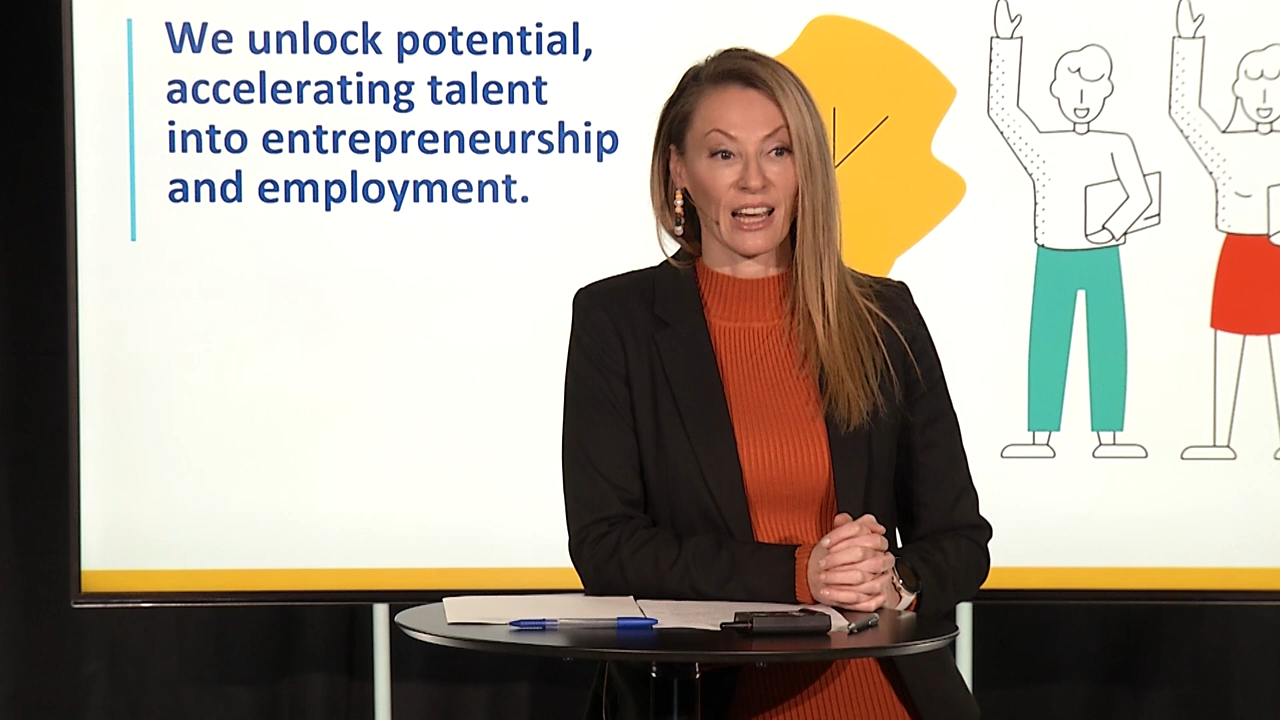 We unlock potential,
accelerating talent
into entrepreneurship
and employment.